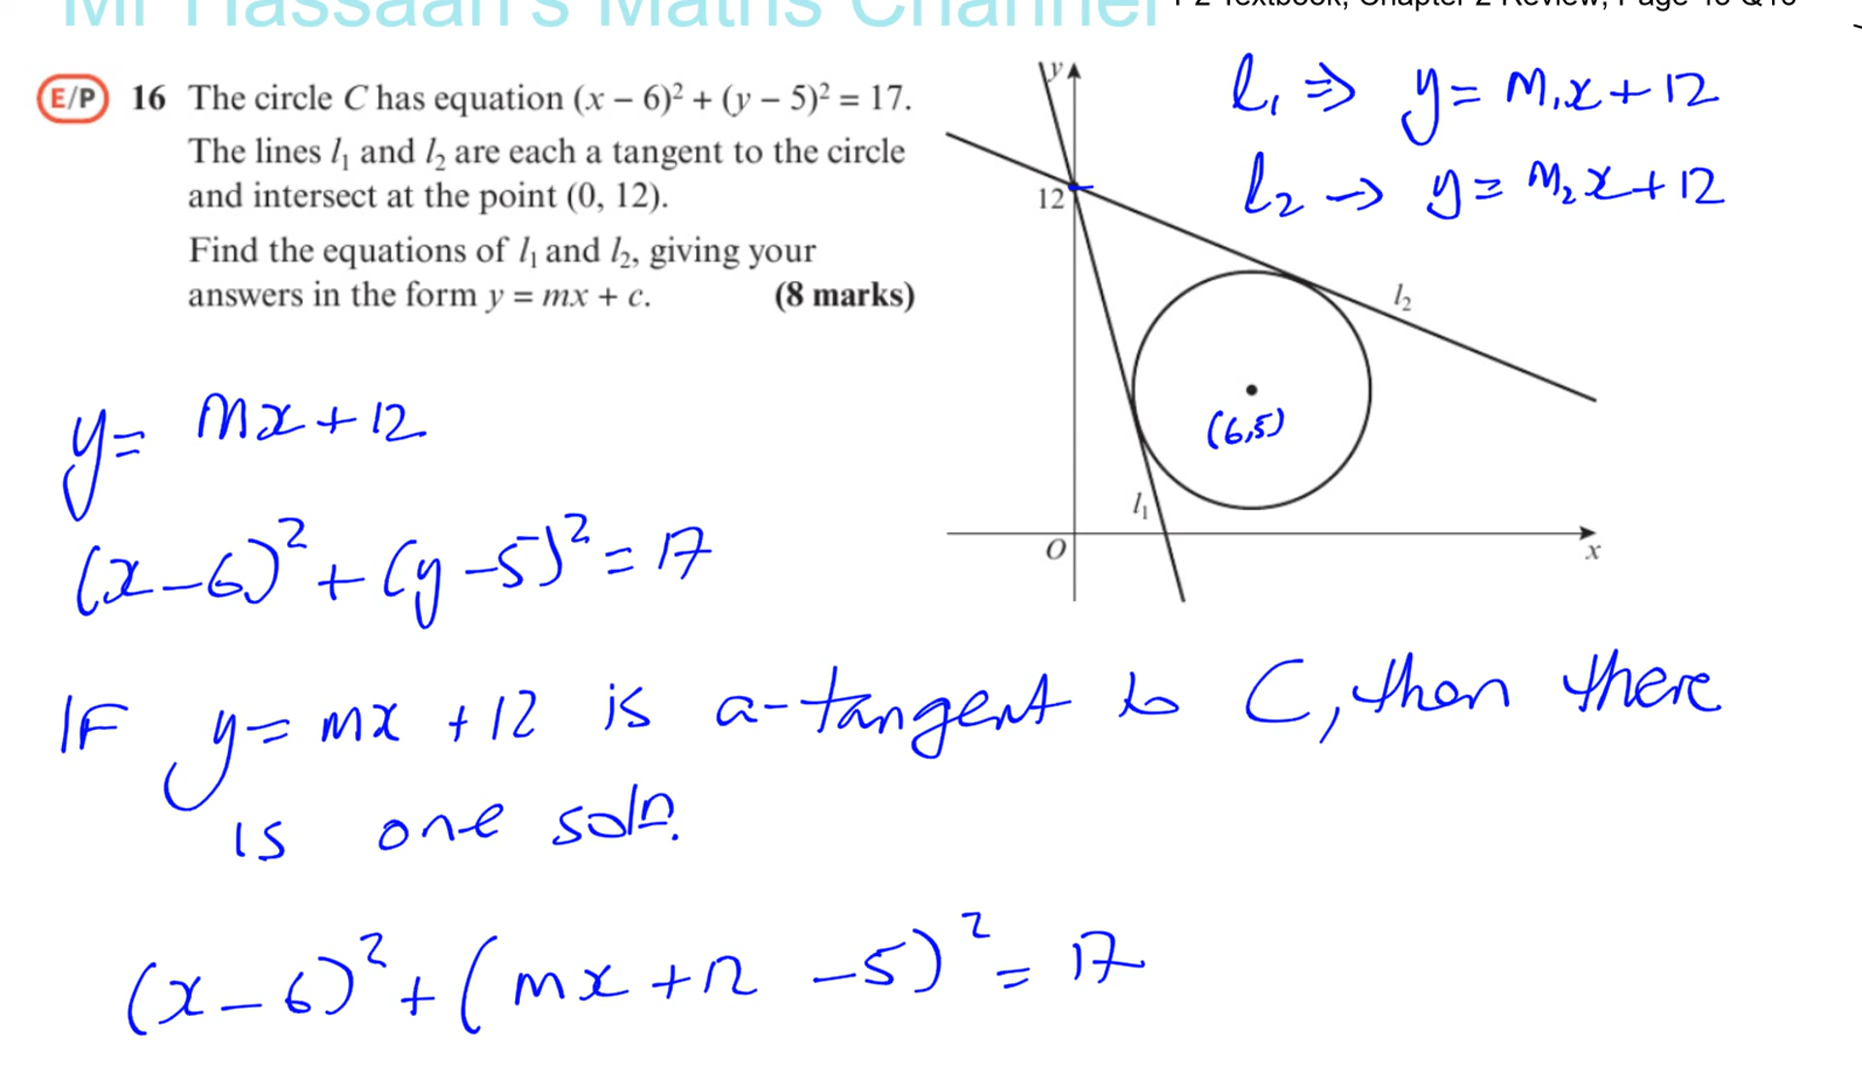 Mr Hassaan's Maths Channel
E/P 16 The circle C has equation (x – 6)² + (y – 5)² = 17.
The lines l₁ and l₂ are each a tangent to the circle
and intersect at the point (0, 12).
Find the equations of l₁ and l₂, giving your
answers in the form y = mx + c. (8 marks)
y
12
l₂
(6,5)
l₁
O
x
l₁ ⇒ y = m₁x + 12
l₂ → y = m₂x + 12
y = mx + 12
(x – 6)² + (y – 5)² = 17
IF y = mx + 12 is a tangent to C, then there
is one soln.
(x – 6)² + (mx + 12 – 5)² = 17